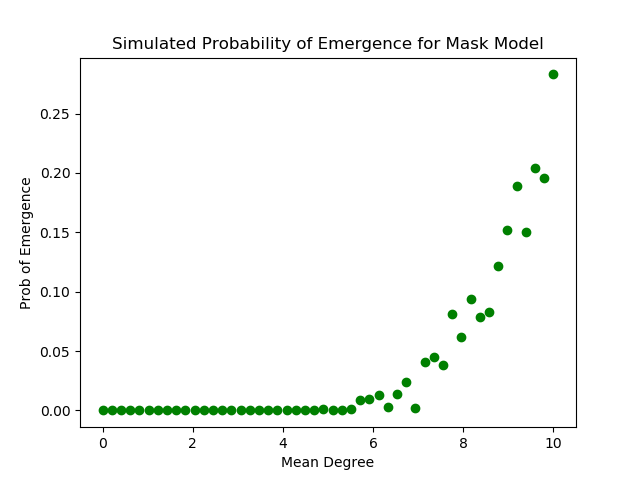 Simulated Probability of Emergence for Mask Model
0.25
0.20
0.15
0.10
0.05
0.00
Prob of Emergence
0 2 4 6 8 10
Mean Degree